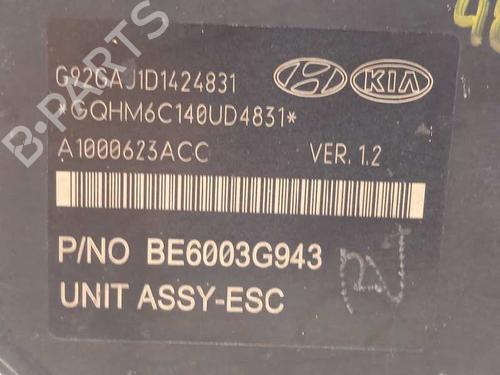 G92GAJ1D1424831
KIA
*GQHM6C140UD4831*
A1000623ACC VER. 1.2
P/NO BE6003G943
UNIT ASSY-ESC
B-PARTS